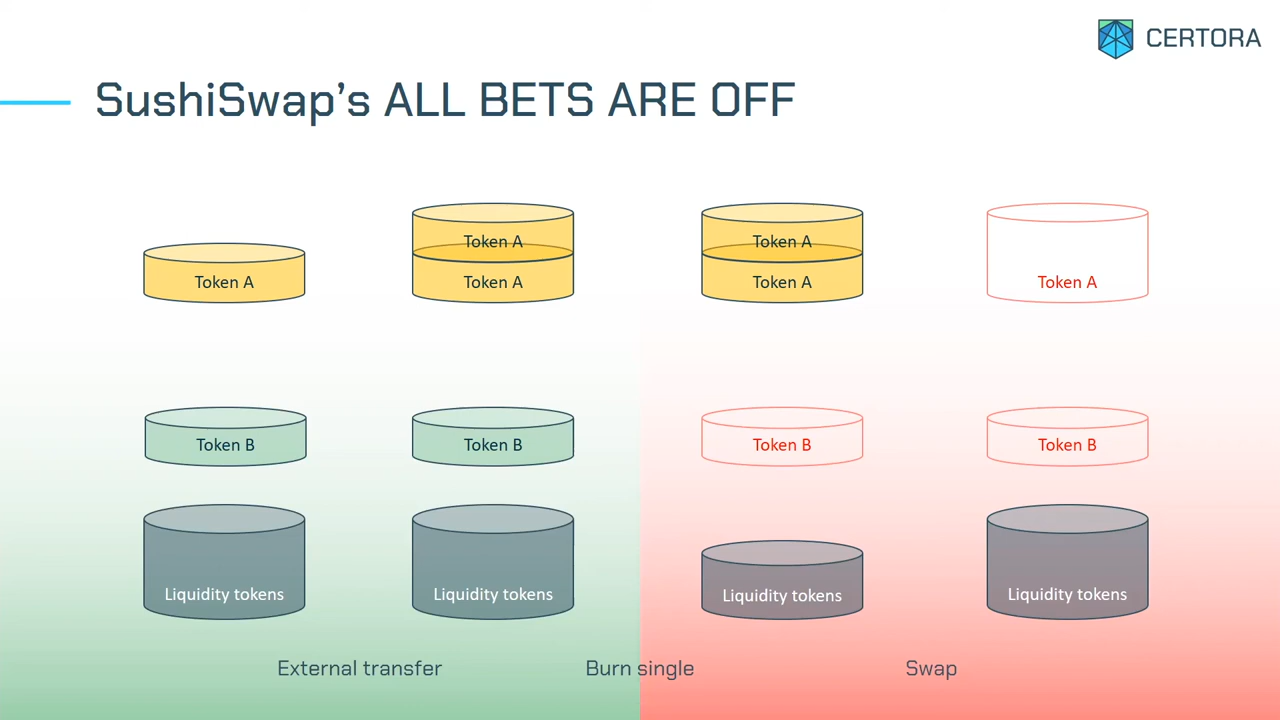 CERTORA
SushiSwap's ALL BETS ARE OFF
Token A
Token A
Token A
Token A
Token A
Token A
Token B
Token B
Token B
Token B
Liquidity tokens
Liquidity tokens
Liquidity tokens
Liquidity tokens
External transfer
Burn single
Swap